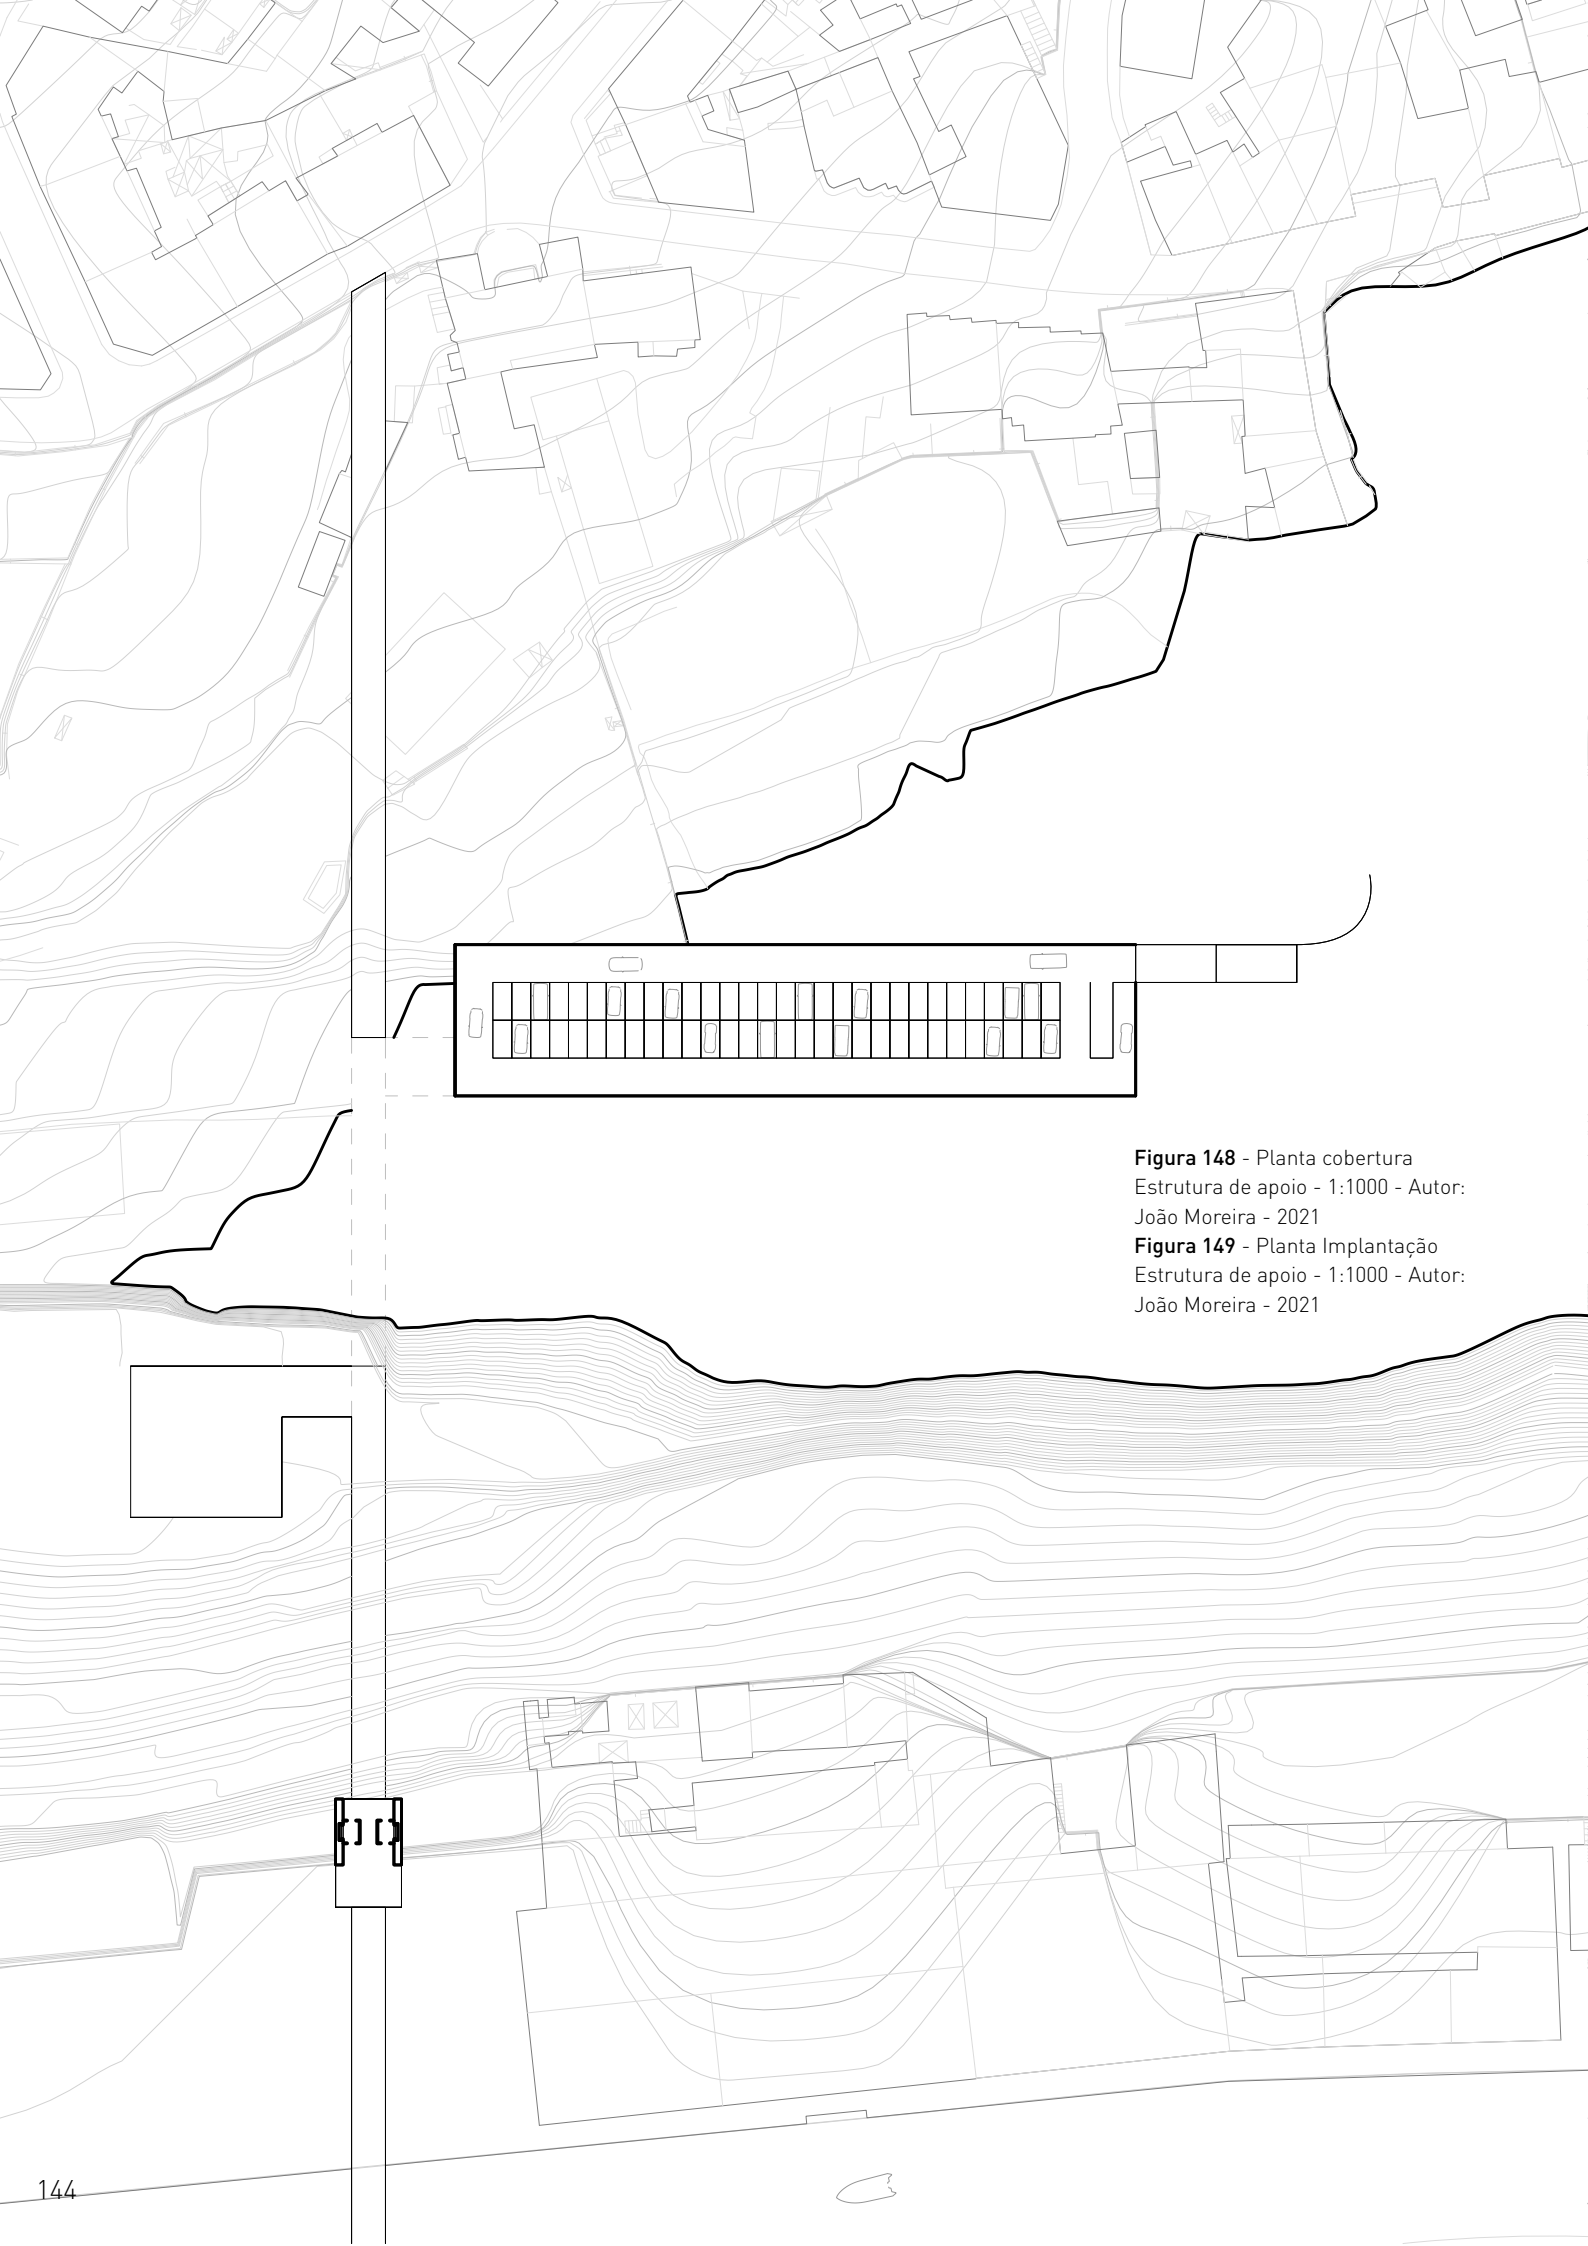 Figura 148 - Planta cobertura
Estrutura de apoio - 1:1000 - Autor:
João Moreira - 2021
Figura 149 - Planta Implantação
Estrutura de apoio - 1:1000 - Autor:
João Moreira - 2021
144